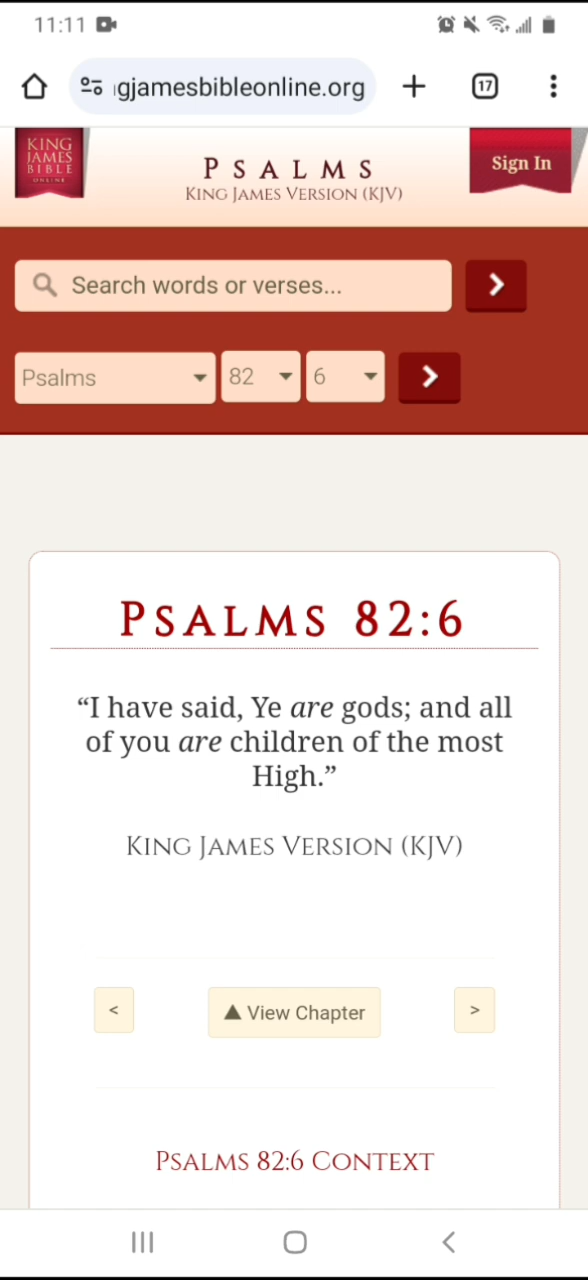 11:11
gjamesbibleonline.org
17
KING
JAMES
BIBLE
ONLINE
PSALMS
KING JAMES VERSION (KJV)
Sign In
Search words or verses...
Psalms
82
6
PSALMS 82:6
“I have said, Ye are gods; and all
of you are children of the most
High.”
KING JAMES VERSION (KJV)
<
▲ View Chapter
>
PSALMS 82:6 CONTEXT